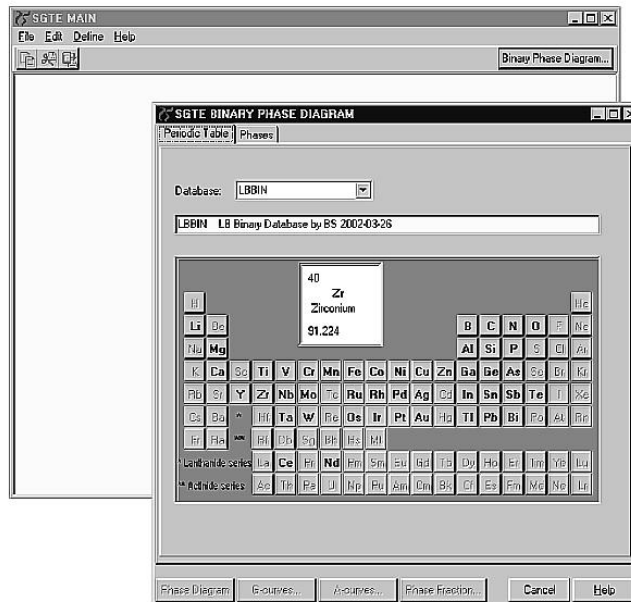 SGTE MAIN
File Edit Define Help
Binary Phase Diagram...
SGTE BINARY PHASE DIAGRAM
Periodic Table Phases
Database: LBBIN
LBBIN LB Binary Database by BS 2002-03-26
40
Zr
Zirconium
91.224
H He
Li Be B C N O F Ne
Na Mg Al Si P S Cl Ar
K Ca Sc Ti V Cr Mn Fe Co Ni Cu Zn Ga Ge As Se Br Kr
Rb Sr Y Zr Nb Mo Tc Ru Rh Pd Ag Cd In Sn Sb Te I Xe
Cs Ba * Hf Ta W Re Os Ir Pt Au Hg Tl Pb Bi Po At Rn
Fr Ra ** Rf Db Sg Bh Hs Mt
* Lanthanide series La Ce Pr Nd Pm Sm Eu Gd Tb Dy Ho Er Tm Yb Lu
** Actinide series Ac Th Pa U Np Pu Am Cm Bk Cf Es Fm Md No Lr
Phase Diagram G-curves... A-curves... Phase Fraction... Cancel Help